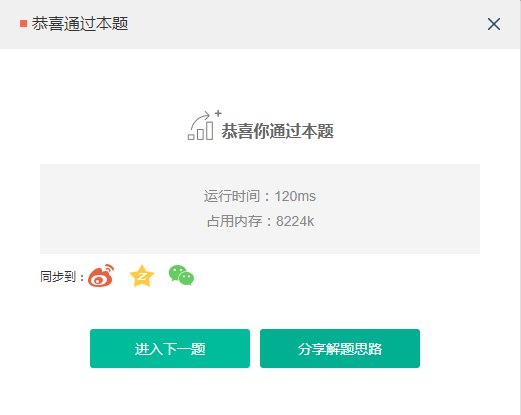 恭喜通过本题
恭喜你通过本题
运行时间：120ms
占用内存：8224k
同步到：
进入下一题
分享解题思路